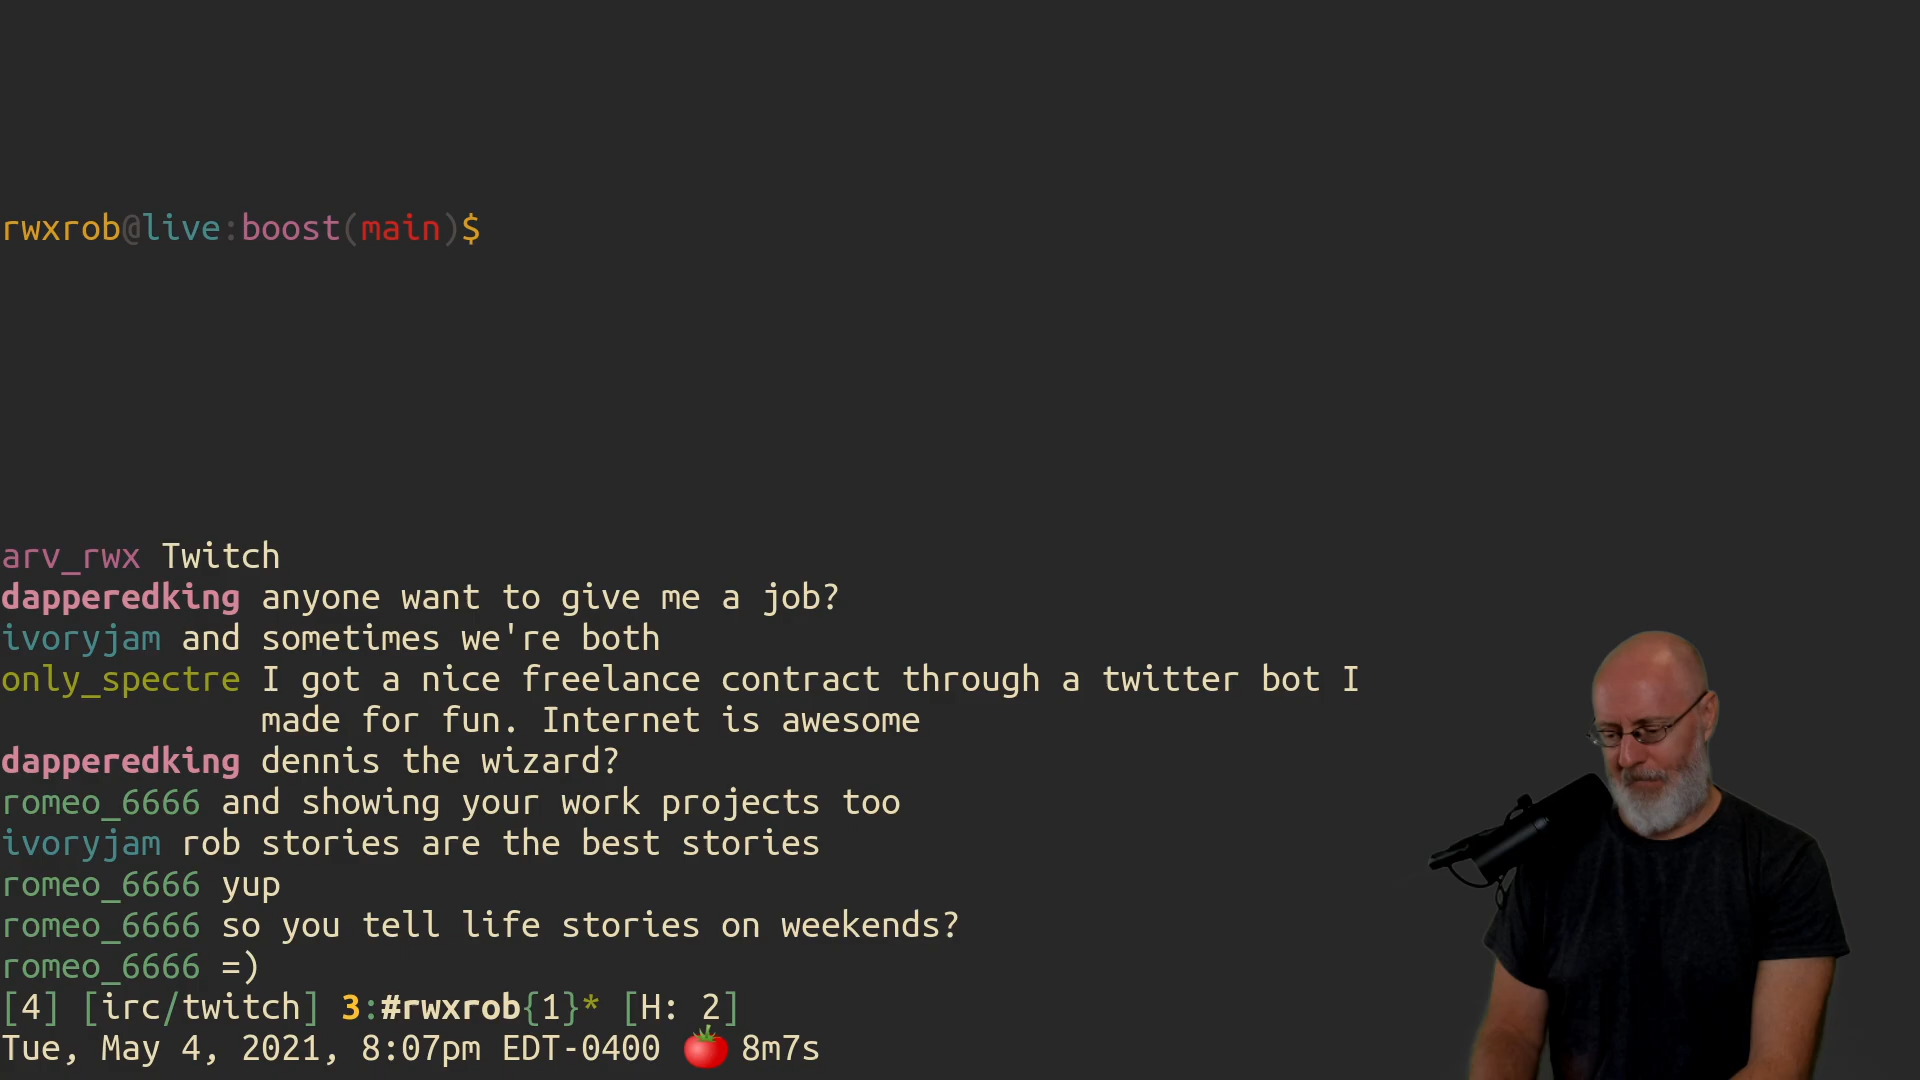 rwxrob@live:boost(main)$
arv_rwx Twitch
dapperedking anyone want to give me a job?
ivoryjam and sometimes we're both
only_spectre I got a nice freelance contract through a twitter bot I
made for fun. Internet is awesome
dapperedking dennis the wizard?
romeo_6666 and showing your work projects too
ivoryjam rob stories are the best stories
romeo_6666 yup
romeo_6666 so you tell life stories on weekends?
romeo_6666 =)
[4] [irc/twitch] 3:#rwxrob{1}* [H: 2]
Tue, May 4, 2021, 8:07pm EDT-0400 🍅 8m7s